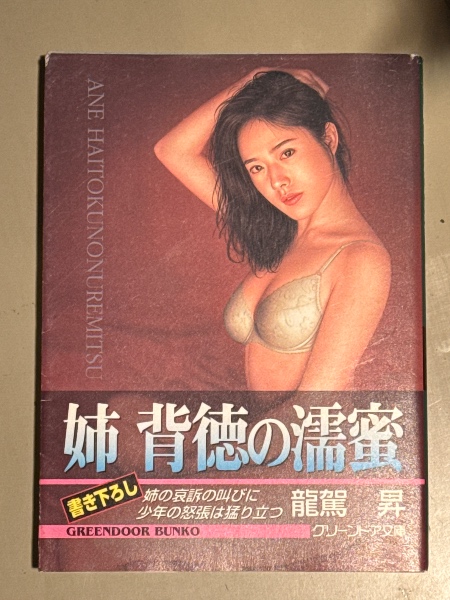 ANE HAITOKUNONUREMITSU
姉 背徳の濡蜜
書き下ろし
姉の哀訴の叫びに
少年の怒張は猛り立つ
龍駕 昇
GREENDOOR BUNKO
グリーンドア文庫